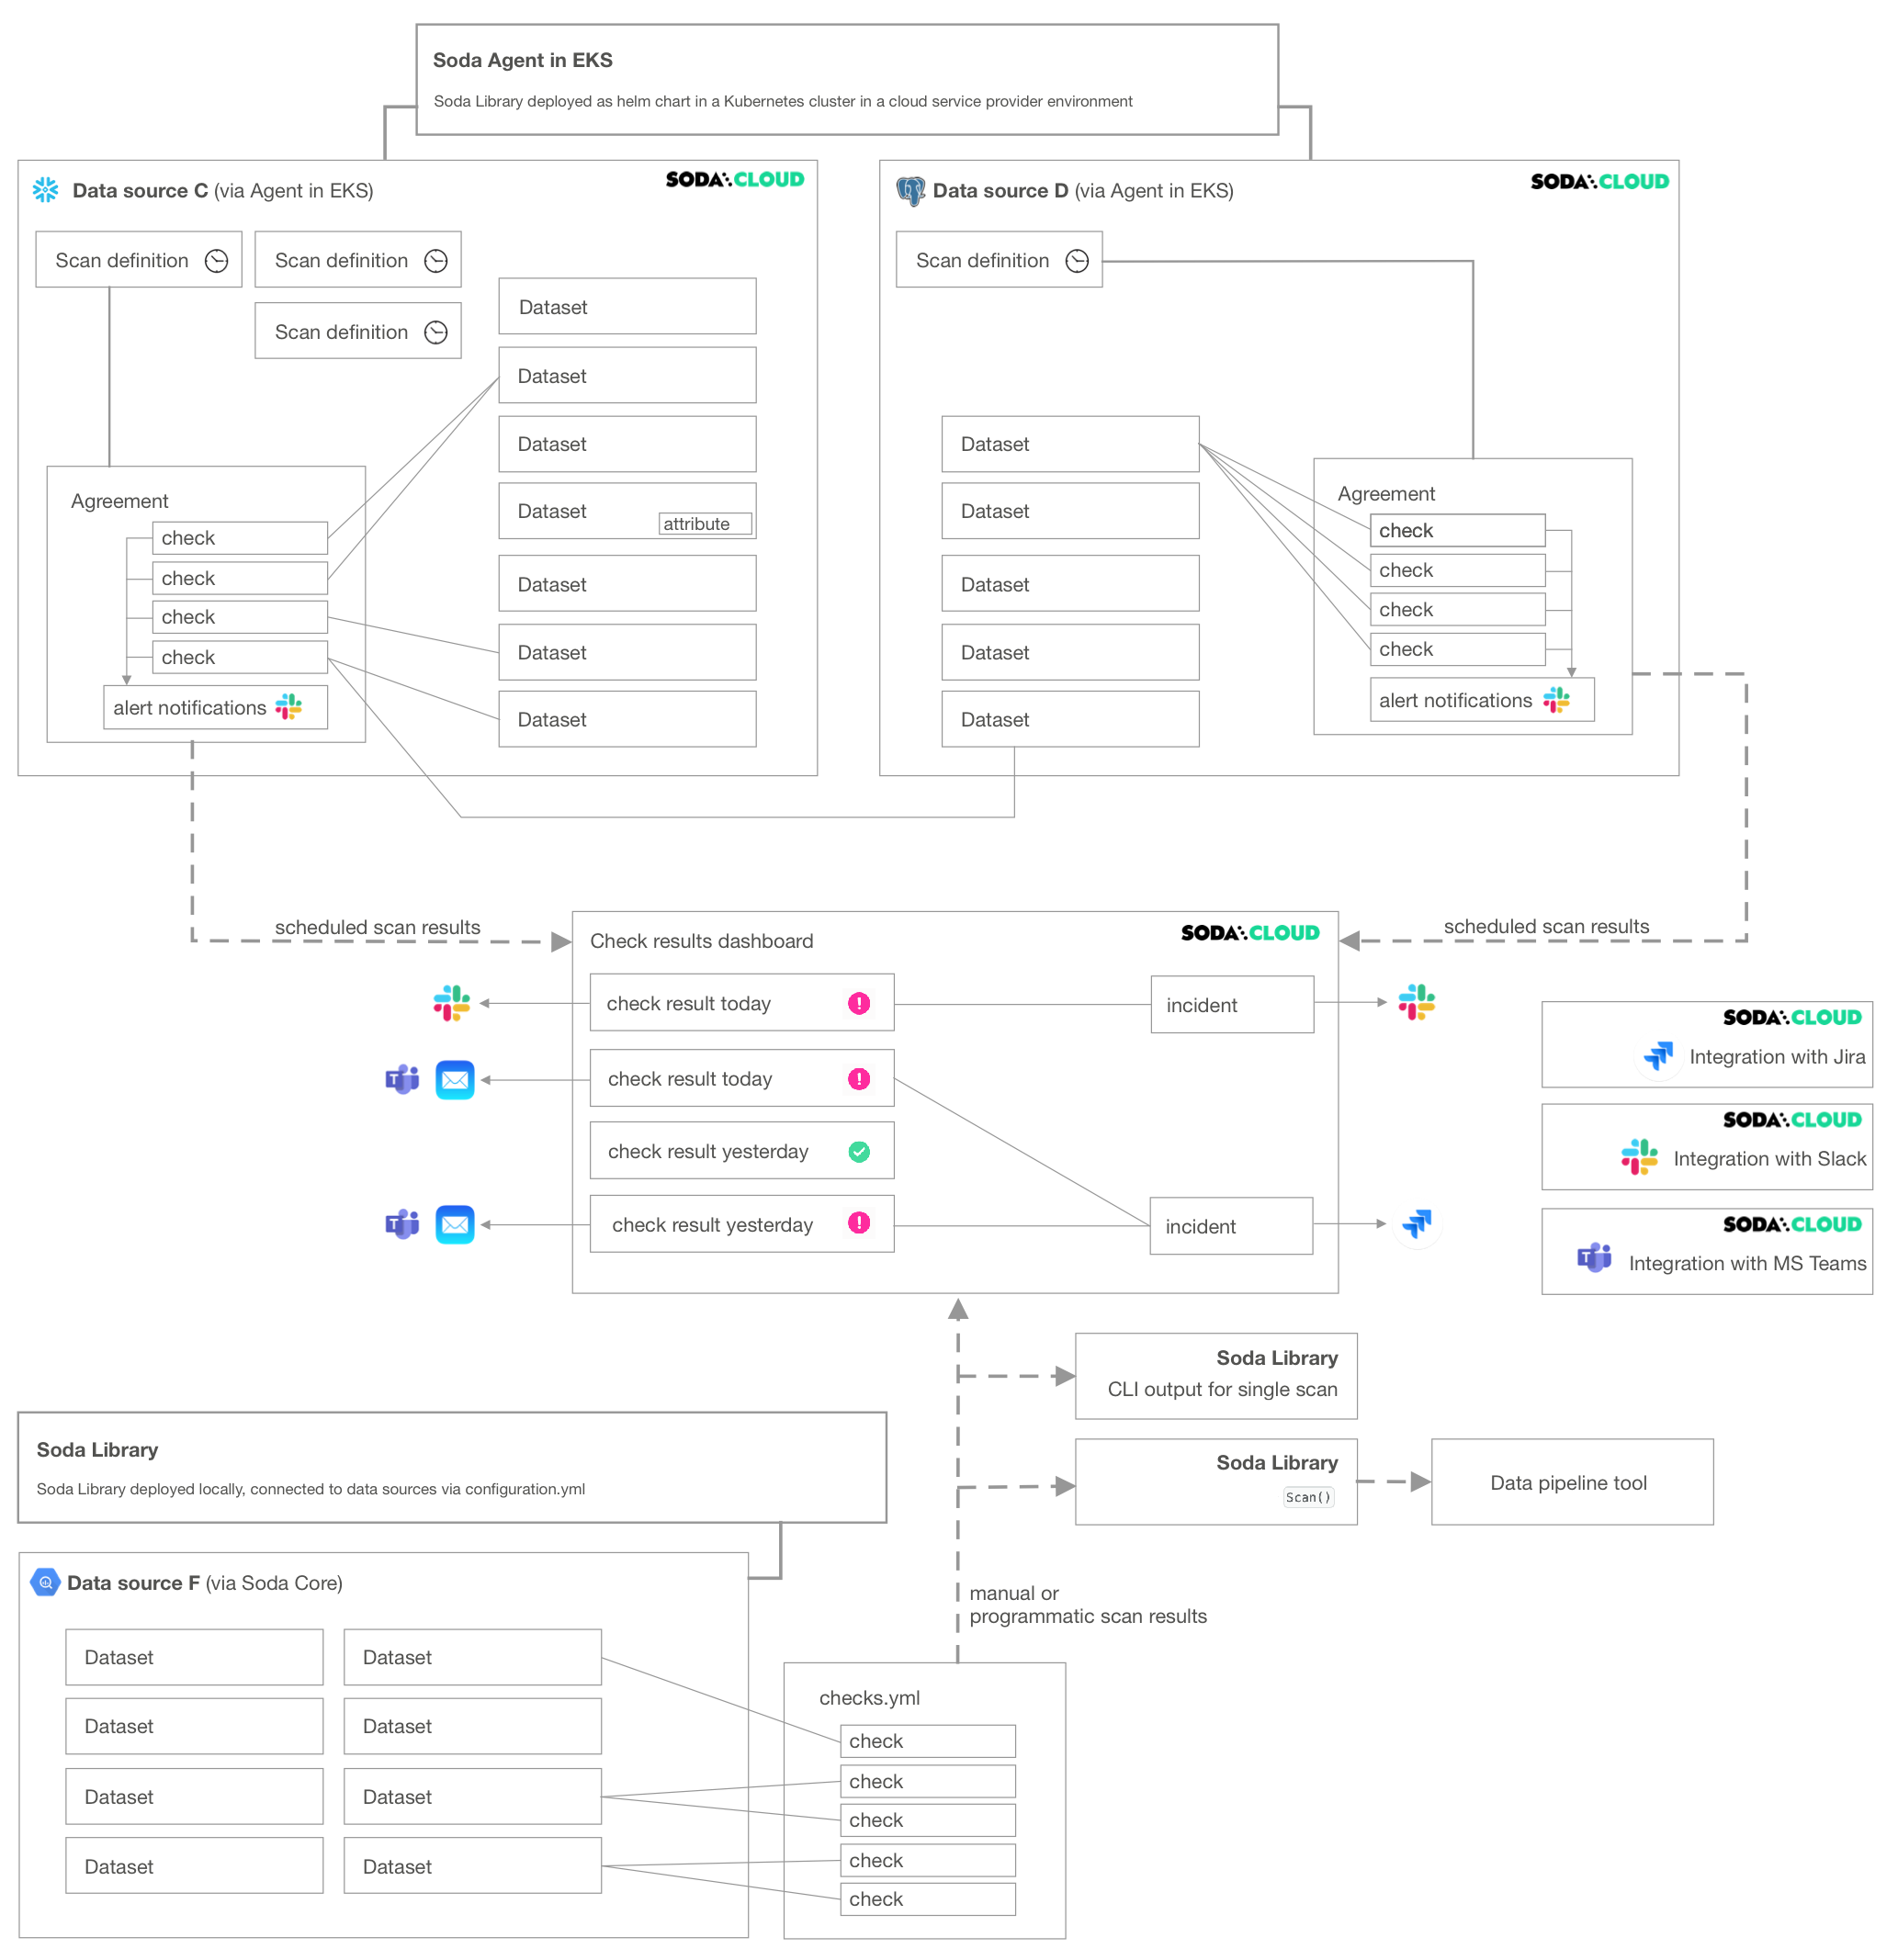 Soda Agent in EKS
Soda Library deployed as helm chart in a Kubernetes cluster in a cloud service provider environment
Data source C (via Agent in EKS)
SODA CLOUD
Scan definition
Scan definition
Scan definition
Dataset
Dataset
Dataset
Dataset
attribute
Dataset
Dataset
Dataset
Agreement
check
check
check
check
alert notifications
Data source D (via Agent in EKS)
SODA CLOUD
Scan definition
Dataset
Dataset
Dataset
Dataset
Dataset
Agreement
check
check
check
check
alert notifications
scheduled scan results
scheduled scan results
Check results dashboard
SODA CLOUD
check result today
incident
check result today
check result yesterday
check result yesterday
incident
SODA CLOUD
Integration with Jira
SODA CLOUD
Integration with Slack
SODA CLOUD
Integration with MS Teams
Soda Library
CLI output for single scan
Soda Library
Scan()
Data pipeline tool
Soda Library
Soda Library deployed locally, connected to data sources via configuration.yml
manual or
programmatic scan results
Data source F (via Soda Core)
Dataset
Dataset
Dataset
Dataset
Dataset
Dataset
Dataset
Dataset
checks.yml
check
check
check
check
check